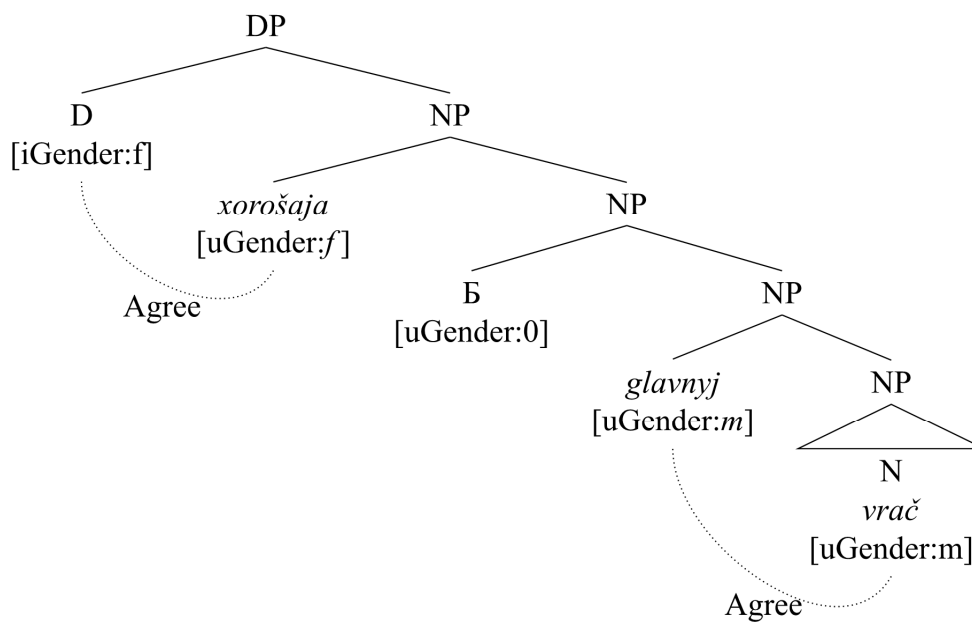 DP
D
NP
[iGender:f]
xorošaja
[uGender:f]
NP
Agree
Б
[uGender:0]
NP
glavnyj
[uGender:m]
NP
N
vrač
[uGender:m]
Agree